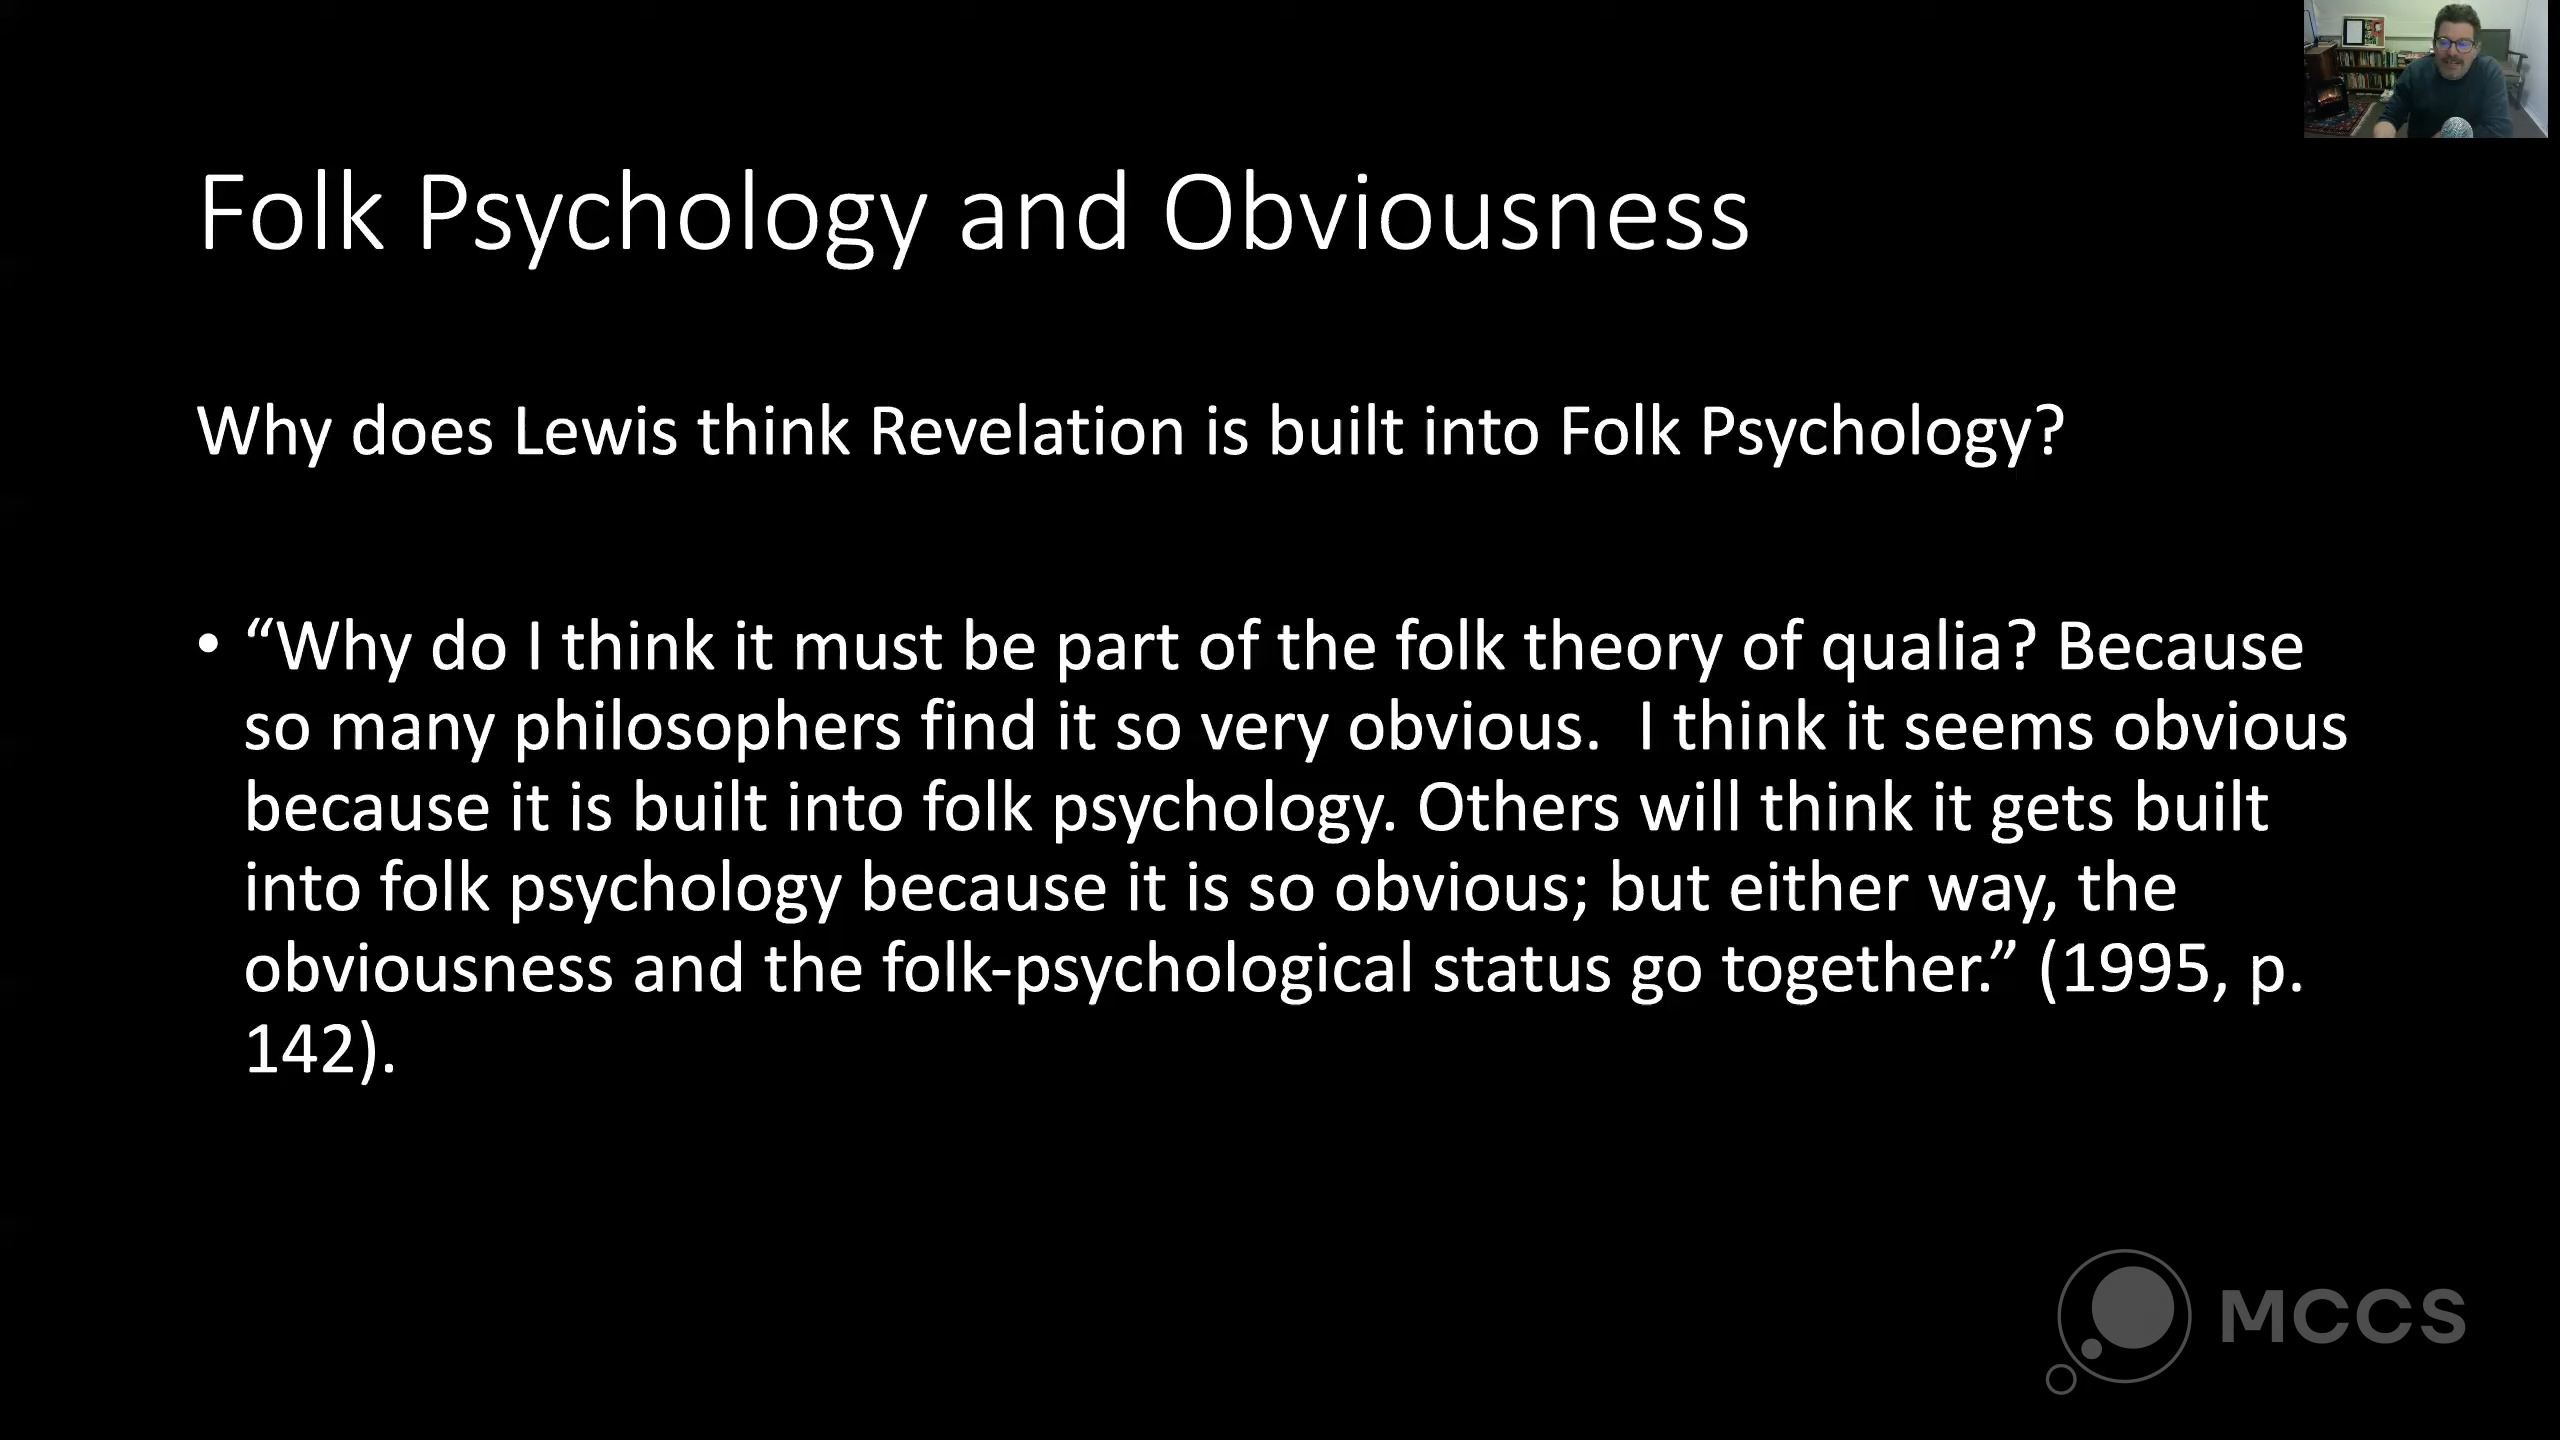 Folk Psychology and Obviousness
Why does Lewis think Revelation is built into Folk Psychology?
• “Why do I think it must be part of the folk theory of qualia? Because
so many philosophers find it so very obvious.  I think it seems obvious
because it is built into folk psychology. Others will think it gets built
into folk psychology because it is so obvious; but either way, the
obviousness and the folk-psychological status go together.” (1995, p.
142).
MCCS